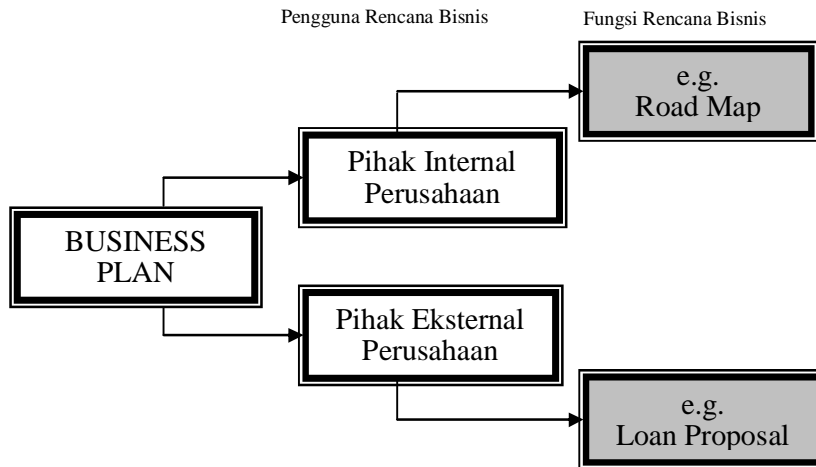 Pengguna Rencana Bisnis
Fungsi Rencana Bisnis
e.g.
Road Map
Pihak Internal
Perusahaan
BUSINESS
PLAN
Pihak Eksternal
Perusahaan
e.g.
Loan Proposal